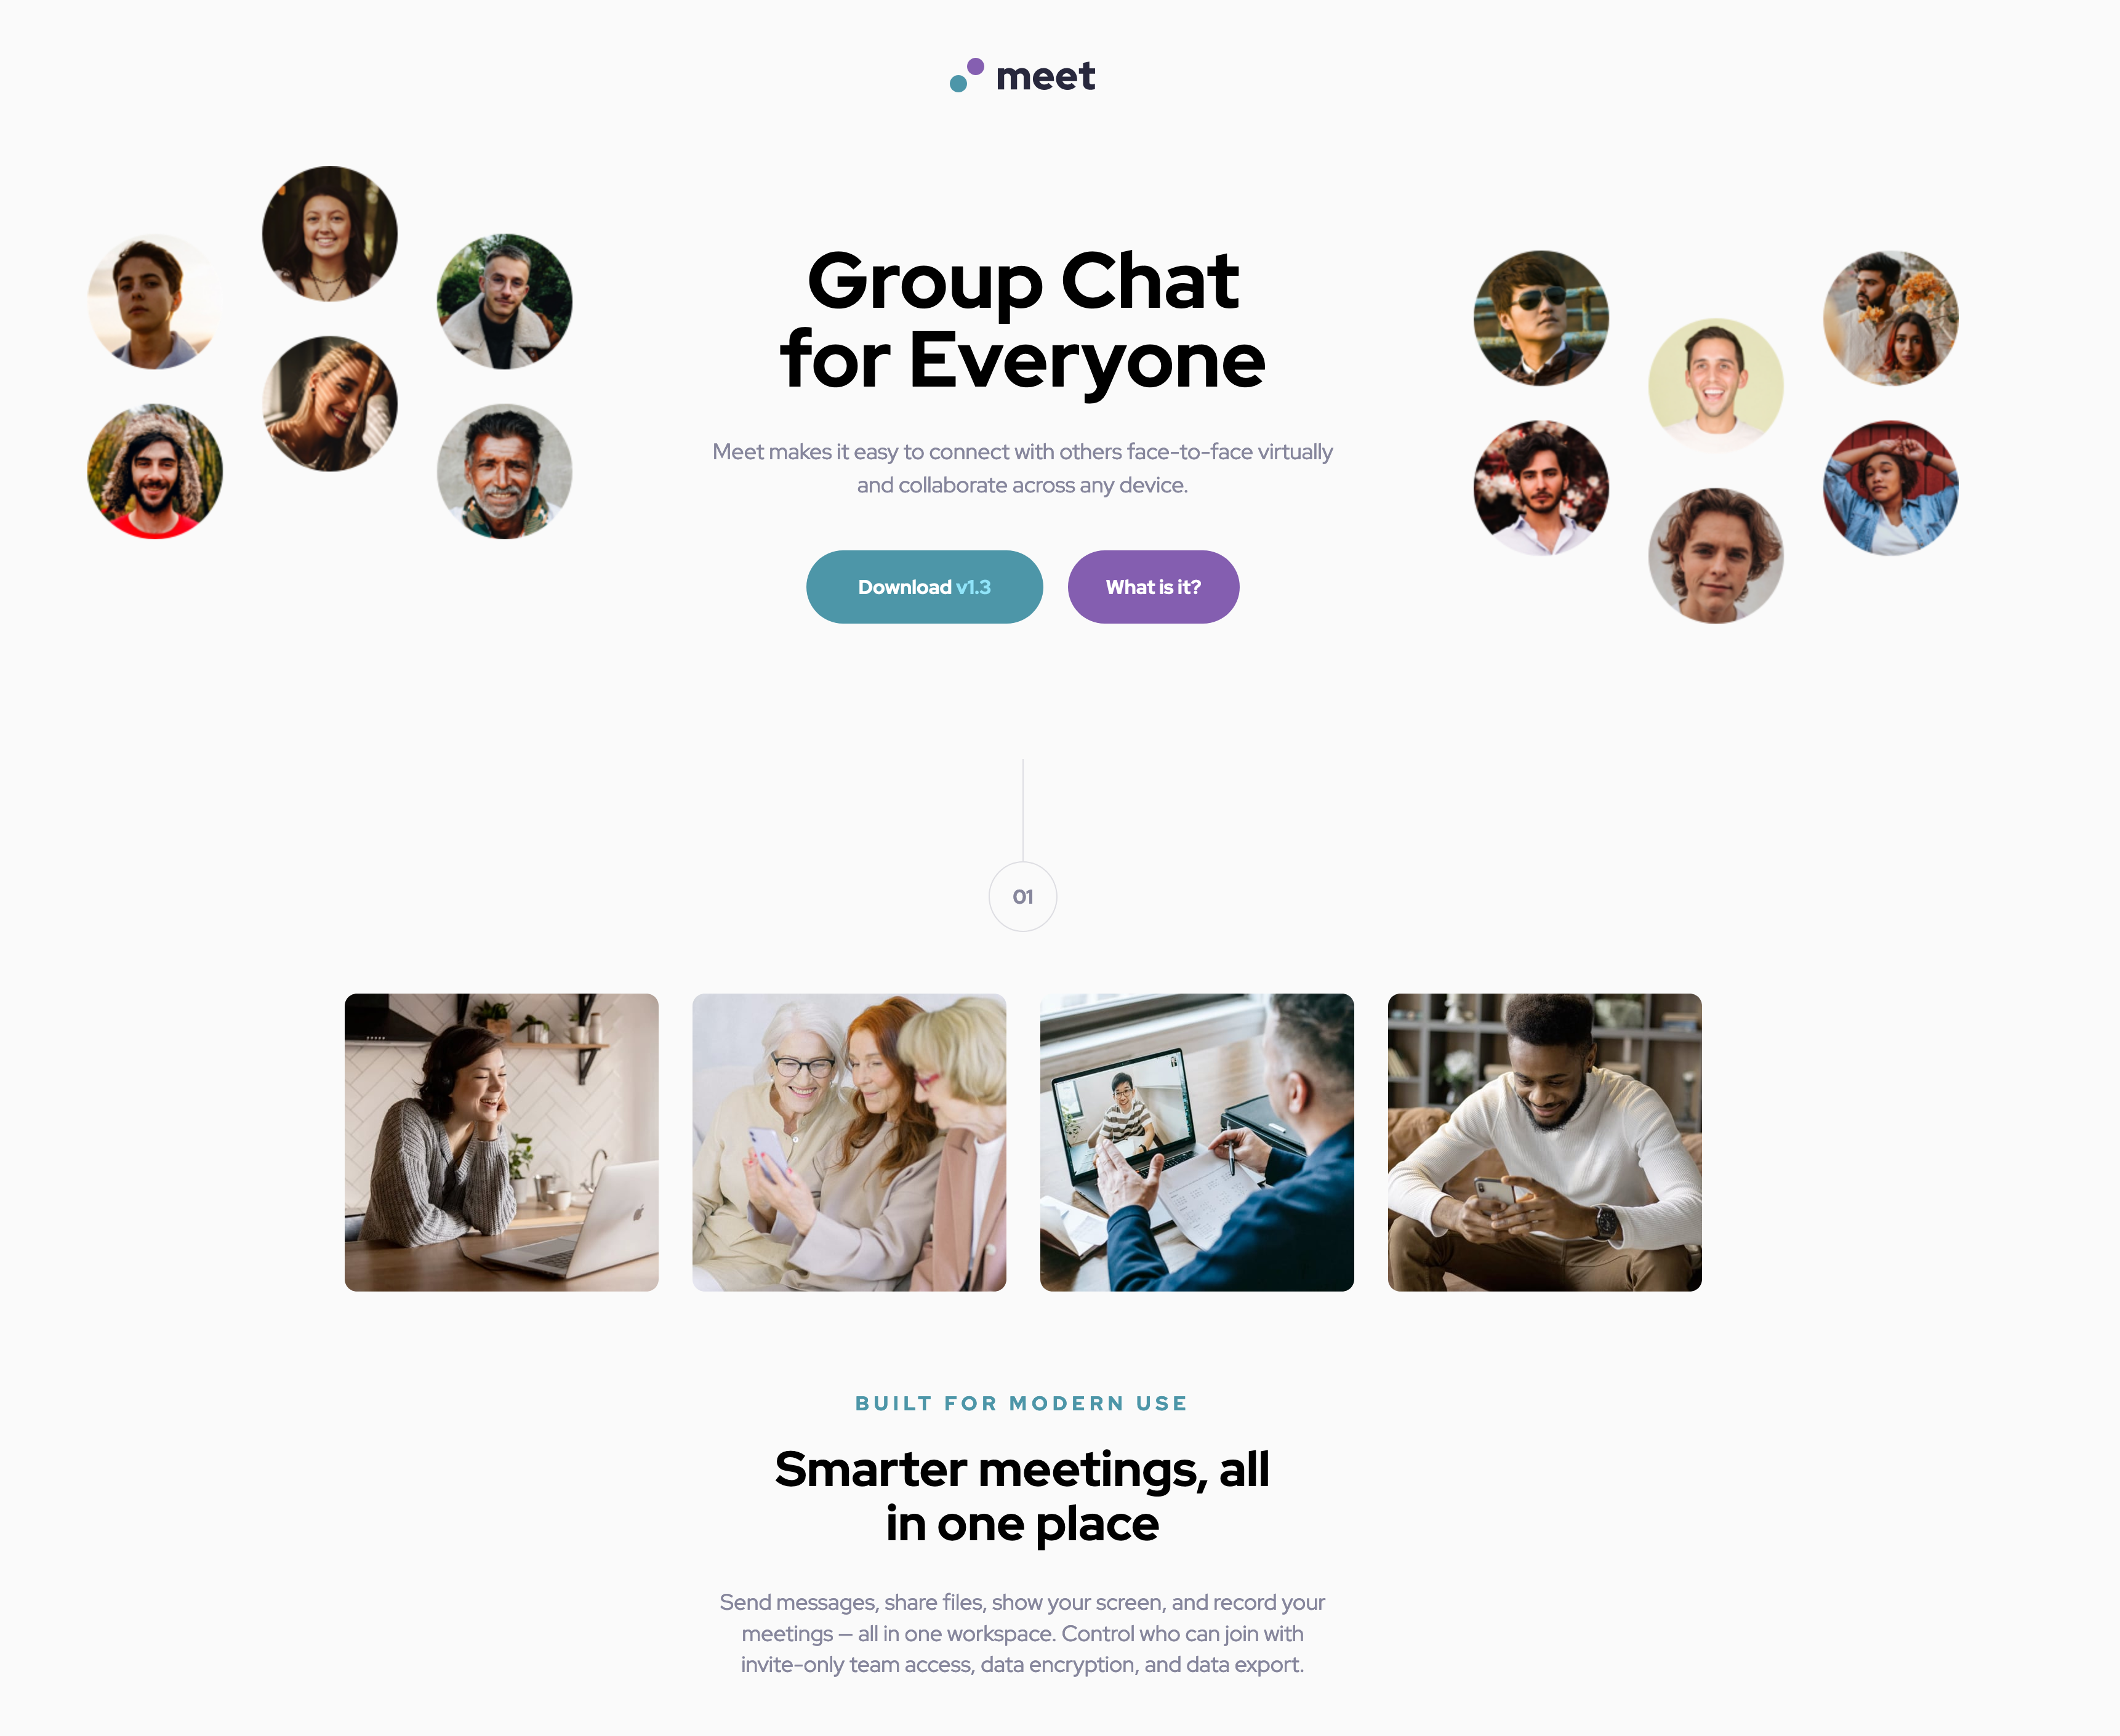 meet
Group Chat
for Everyone
Meet makes it easy to connect with others face-to-face virtually
and collaborate across any device.
Download v1.3
What is it?
01
BUILT FOR MODERN USE
Smarter meetings, all
in one place
Send messages, share files, show your screen, and record your
meetings — all in one workspace. Control who can join with
invite-only team access, data encryption, and data export.